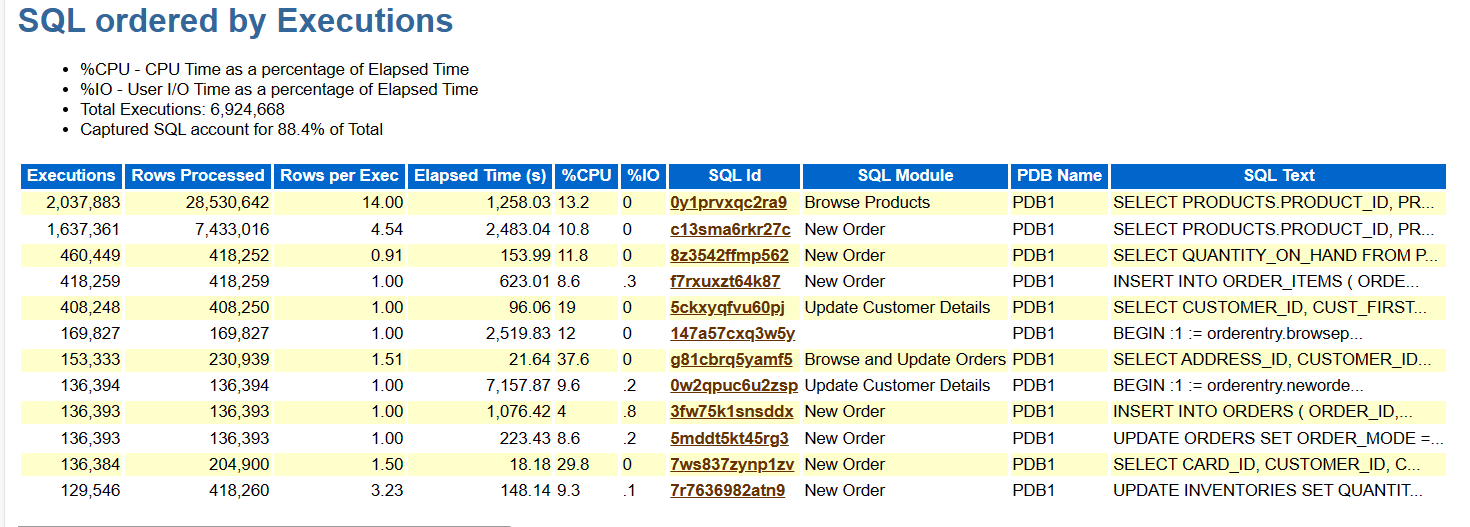 SQL ordered by Executions
%CPU - CPU Time as a percentage of Elapsed Time
%IO - User I/O Time as a percentage of Elapsed Time
Total Executions: 6,924,668
Captured SQL account for 88.4% of Total
Executions Rows Processed Rows per Exec Elapsed Time (s) %CPU %IO SQL Id SQL Module PDB Name SQL Text
2,037,883 28,530,642 14.00 1,258.03 13.2 0 0y1prvxqc2ra9 Browse Products PDB1 SELECT PRODUCTS.PRODUCT_ID, PR...
1,637,361 7,433,016 4.54 2,483.04 10.8 0 c13sma6rkr27c New Order PDB1 SELECT PRODUCTS.PRODUCT_ID, PR...
460,449 418,252 0.91 153.99 11.8 0 8z3542ffmp562 New Order PDB1 SELECT QUANTITY_ON_HAND FROM P...
418,259 418,259 1.00 623.01 8.6 .3 f7rxuxzt64k87 New Order PDB1 INSERT INTO ORDER_ITEMS ( ORDE...
408,248 408,250 1.00 96.06 19 0 5ckxyqfvu60pj Update Customer Details PDB1 SELECT CUSTOMER_ID, CUST_FIRST...
169,827 169,827 1.00 2,519.83 12 0 147a57cxq3w5y PDB1 BEGIN :1 := orderentry.browsep...
153,333 230,939 1.51 21.64 37.6 0 g81cbrq5yamf5 Browse and Update Orders PDB1 SELECT ADDRESS_ID, CUSTOMER_ID...
136,394 136,394 1.00 7,157.87 9.6 .2 0w2qpuc6u2zsp Update Customer Details PDB1 BEGIN :1 := orderentry.neworde...
136,393 136,393 1.00 1,076.42 4 .8 3fw75k1snsddx New Order PDB1 INSERT INTO ORDERS ( ORDER_ID,...
136,393 136,393 1.00 223.43 8.6 .2 5mddt5kt45rg3 New Order PDB1 UPDATE ORDERS SET ORDER_MODE =...
136,384 204,900 1.50 18.18 29.8 0 7ws837zynp1zv New Order PDB1 SELECT CARD_ID, CUSTOMER_ID, C...
129,546 418,260 3.23 148.14 9.3 .1 7r7636982atn9 New Order PDB1 UPDATE INVENTORIES SET QUANTIT...